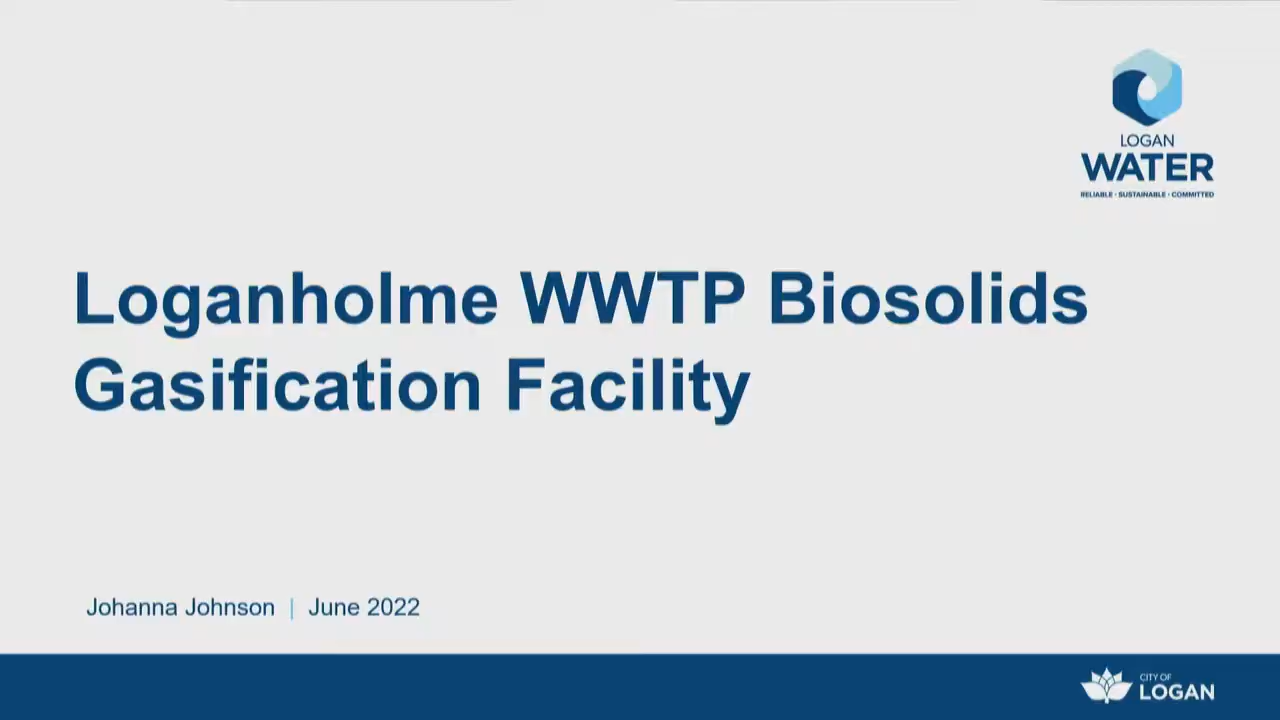 LOGAN
WATER
RELIABLE • SUSTAINABLE • COMMITTED
Loganholme WWTP Biosolids
Gasification Facility
Johanna Johnson | June 2022
CITY OF
LOGAN